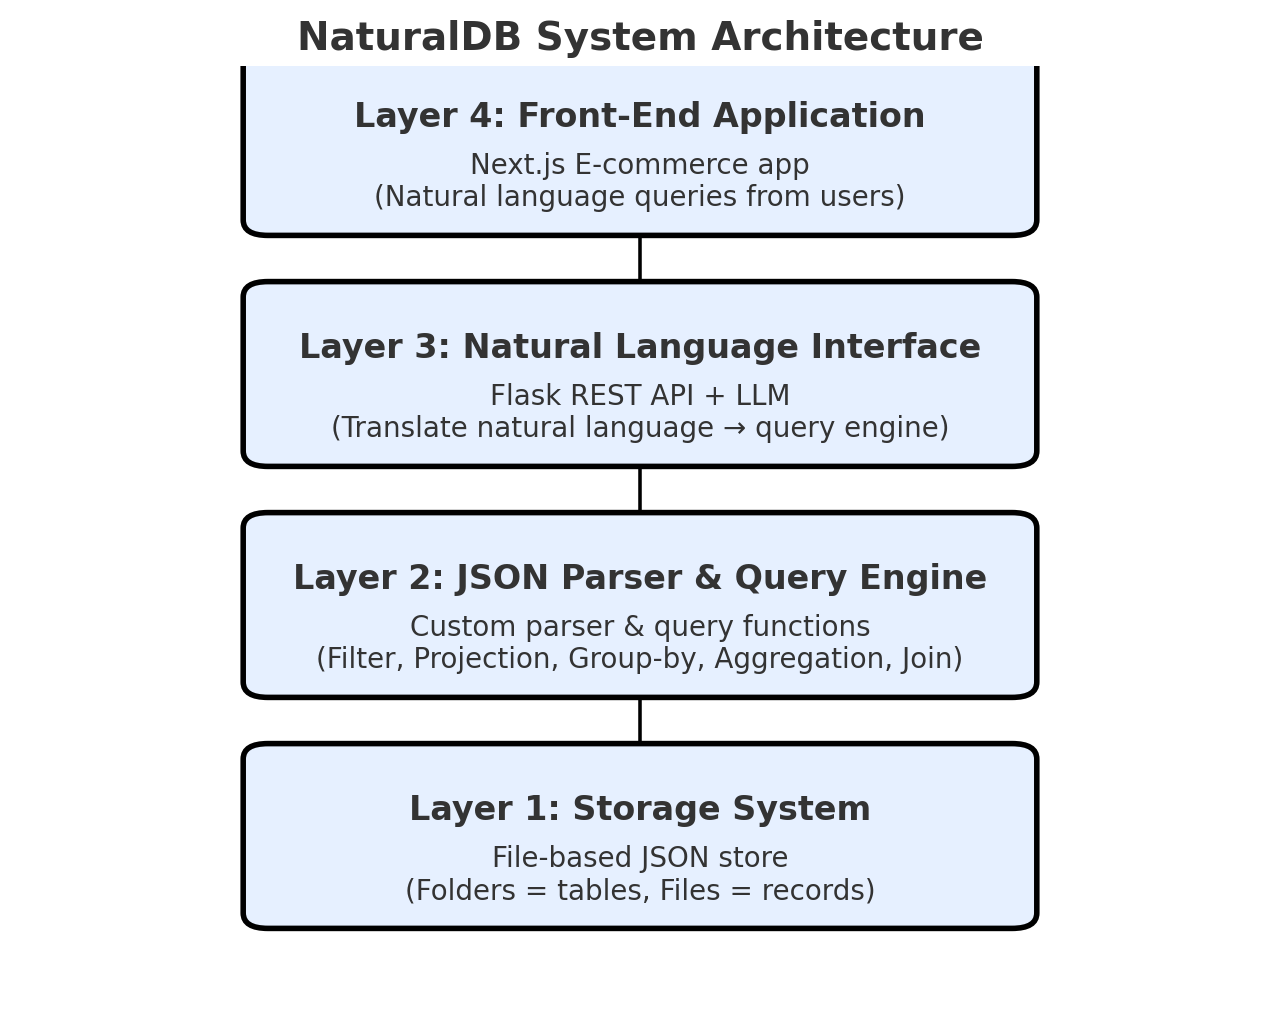 NaturalDB System Architecture
Layer 4: Front-End Application
Next.js E-commerce app
(Natural language queries from users)
Layer 3: Natural Language Interface
Flask REST API + LLM
(Translate natural language → query engine)
Layer 2: JSON Parser & Query Engine
Custom parser & query functions
(Filter, Projection, Group-by, Aggregation, Join)
Layer 1: Storage System
File-based JSON store
(Folders = tables, Files = records)